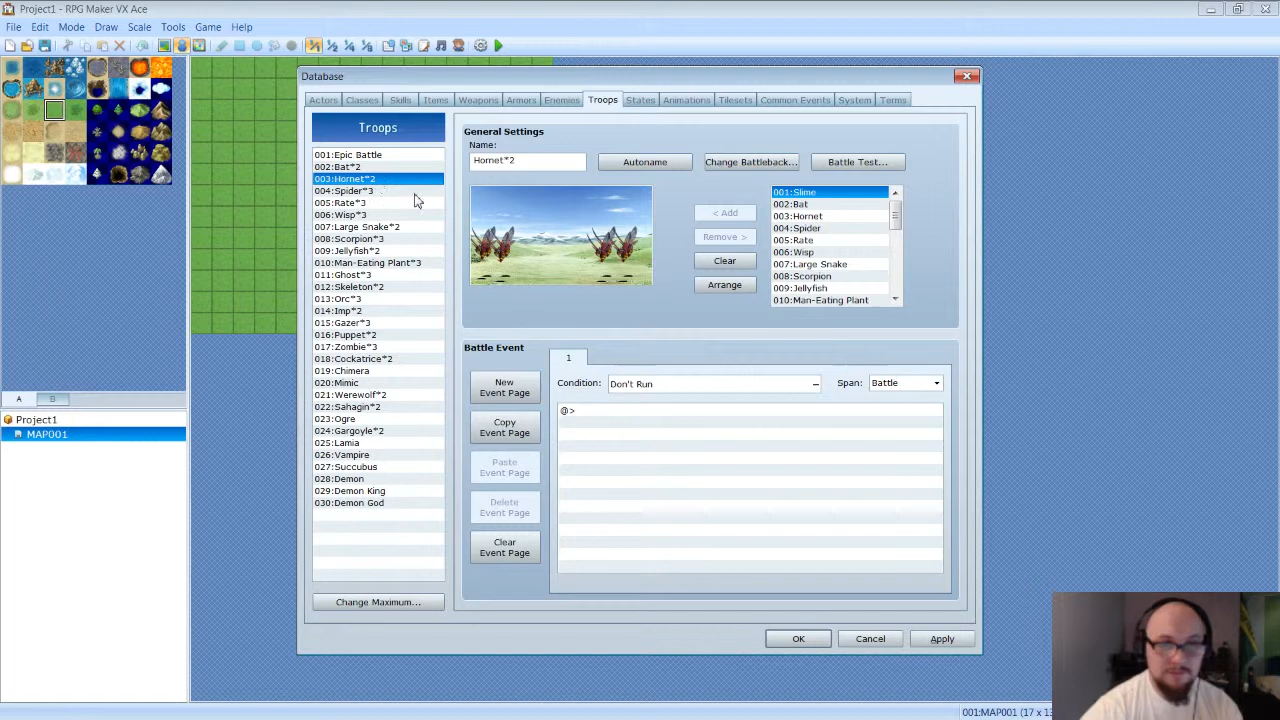 Project1 - RPG Maker VX Ace
File Edit Mode Draw Scale Tools Game Help
Database
Actors Classes Skills Items Weapons Armors Enemies Troops States Animations Tilesets Common Events System Terms
Troops
001:Epic Battle
002:Bat*2
003:Hornet*2
004:Spider*3
005:Rate*3
006:Wisp*3
007:Large Snake*2
008:Scorpion*3
009:Jellyfish*2
010:Man-Eating Plant*3
011:Ghost*3
012:Skeleton*2
013:Orc*3
014:Imp*2
015:Gazer*3
016:Puppet*2
017:Zombie*3
018:Cockatrice*2
019:Chimera
020:Mimic
021:Werewolf*2
022:Sahagin*2
023:Ogre
024:Gargoyle*2
025:Lamia
026:Vampire
027:Succubus
028:Demon
029:Demon King
030:Demon God
Change Maximum...
General Settings
Name:
Hornet*2
Autoname
Change Battleback...
Battle Test...
< Add
Remove >
Clear
Arrange
001:Slime
002:Bat
003:Hornet
004:Spider
005:Rate
006:Wisp
007:Large Snake
008:Scorpion
009:Jellyfish
010:Man-Eating Plant
Battle Event
1
New
Event Page
Copy
Event Page
Paste
Event Page
Delete
Event Page
Clear
Event Page
Condition: Don't Run
Span: Battle
@>
OK Cancel Apply
A B
Project1
MAP001
001:MAP001 (17 x 13